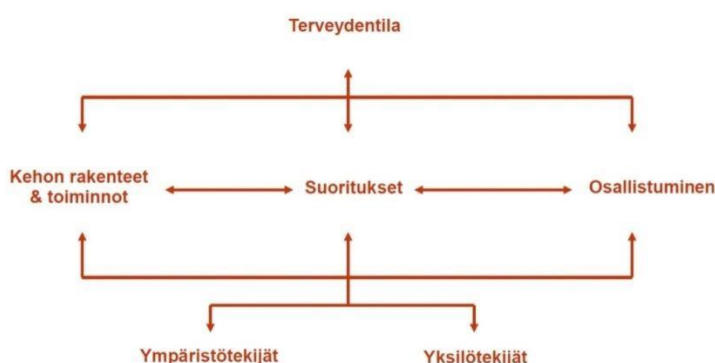 Terveydentila
Kehon rakenteet
& toiminnot
Suoritukset
Osallistuminen
Ympäristötekijät
Yksilötekijät